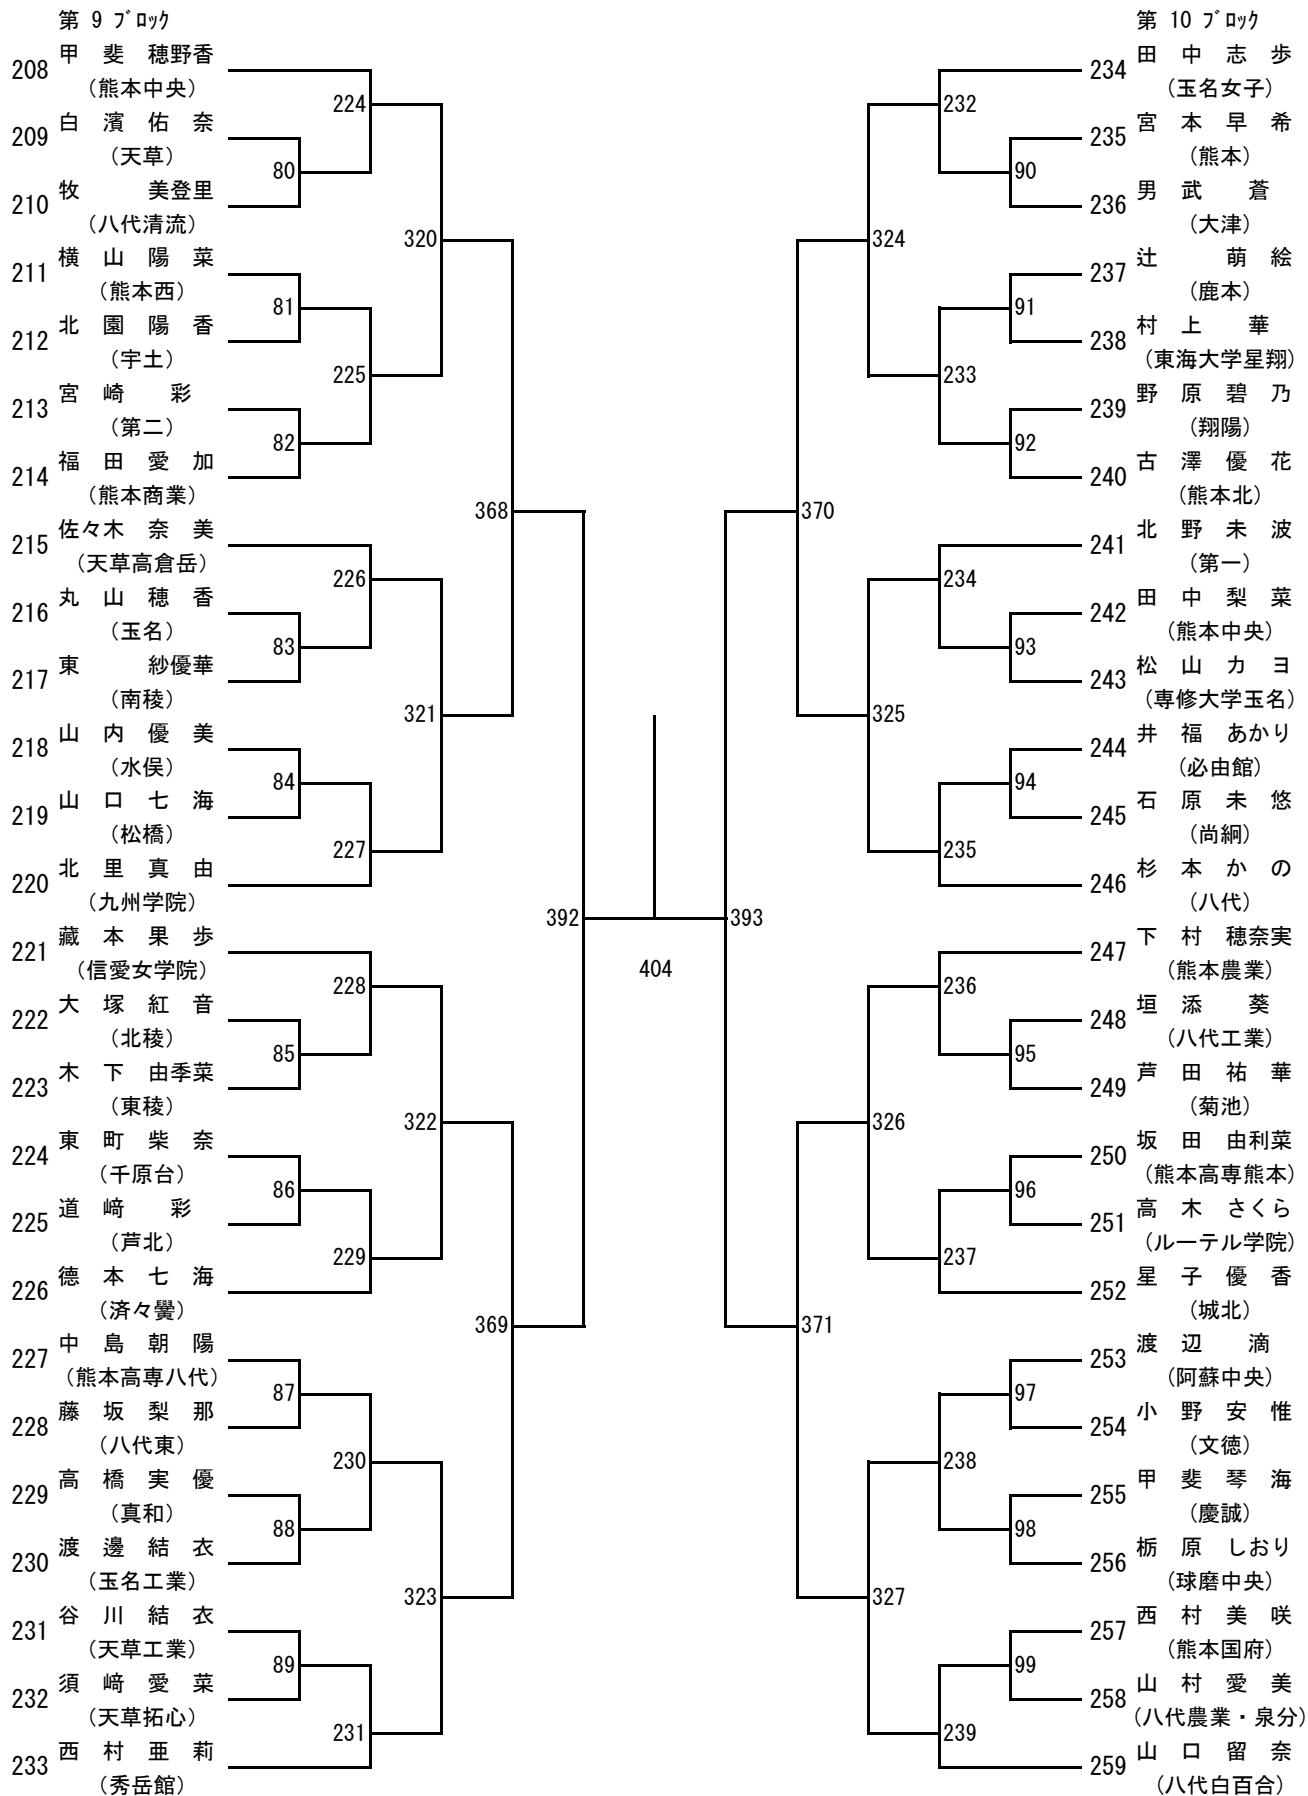 第 9 ブロック
208 甲 斐 穂野香
(熊本中央)
209 白 濱 佑 奈
(天草)
210 牧 美登里
(八代清流)
211 横 山 陽 菜
(熊本西)
212 北 園 陽 香
(宇土)
213 宮 崎 彩
(第二)
214 福 田 愛 加
(熊本商業)
215 佐々木 奈 美
(天草高倉岳)
216 丸 山 穂 香
(玉名)
217 東 紗優華
(南稜)
218 山 内 優 美
(水俣)
219 山 口 七 海
(松橋)
220 北 里 真 由
(九州学院)
221 藏 本 果 歩
(信愛女学院)
222 大 塚 紅 音
(北稜)
223 木 下 由季菜
(東稜)
224 東 町 柴 奈
(千原台)
225 道 﨑 彩
(芦北)
226 德 本 七 海
(済々黌)
227 中 島 朝 陽
(熊本高専八代)
228 藤 坂 梨 那
(八代東)
229 高 橋 実 優
(真和)
230 渡 邊 結 衣
(玉名工業)
231 谷 川 結 衣
(天草工業)
232 須 﨑 愛 菜
(天草拓心)
233 西 村 亜 莉
(秀岳館)
80
81
82
83
84
85
86
87
88
89
224
225
226
227
228
229
230
231
320
321
322
323
368
369
392
404
393
370
371
324
325
326
327
232
233
234
235
236
237
238
239
90
91
92
93
94
95
96
97
98
99
第 10 ブロック
234 田 中 志 歩
(玉名女子)
235 宮 本 早 希
(熊本)
236 男 武 蒼
(大津)
237 辻 萌 絵
(鹿本)
238 村 上 華
(東海大学星翔)
239 野 原 碧 乃
(翔陽)
240 古 澤 優 花
(熊本北)
241 北 野 未 波
(第一)
242 田 中 梨 菜
(熊本中央)
243 松 山 カ ヨ
(専修大学玉名)
244 井 福 あかり
(必由館)
245 石 原 未 悠
(尚絅)
246 杉 本 か の
(八代)
247 下 村 穂奈実
(熊本農業)
248 垣 添 葵
(八代工業)
249 芦 田 祐 華
(菊池)
250 坂 田 由利菜
(熊本高専熊本)
251 高 木 さくら
(ルーテル学院)
252 星 子 優 香
(城北)
253 渡 辺 滴
(阿蘇中央)
254 小 野 安 惟
(文徳)
255 甲 斐 琴 海
(慶誠)
256 栃 原 しおり
(球磨中央)
257 西 村 美 咲
(熊本国府)
258 山 村 愛 美
(八代農業・泉分)
259 山 口 留 奈
(八代白百合)